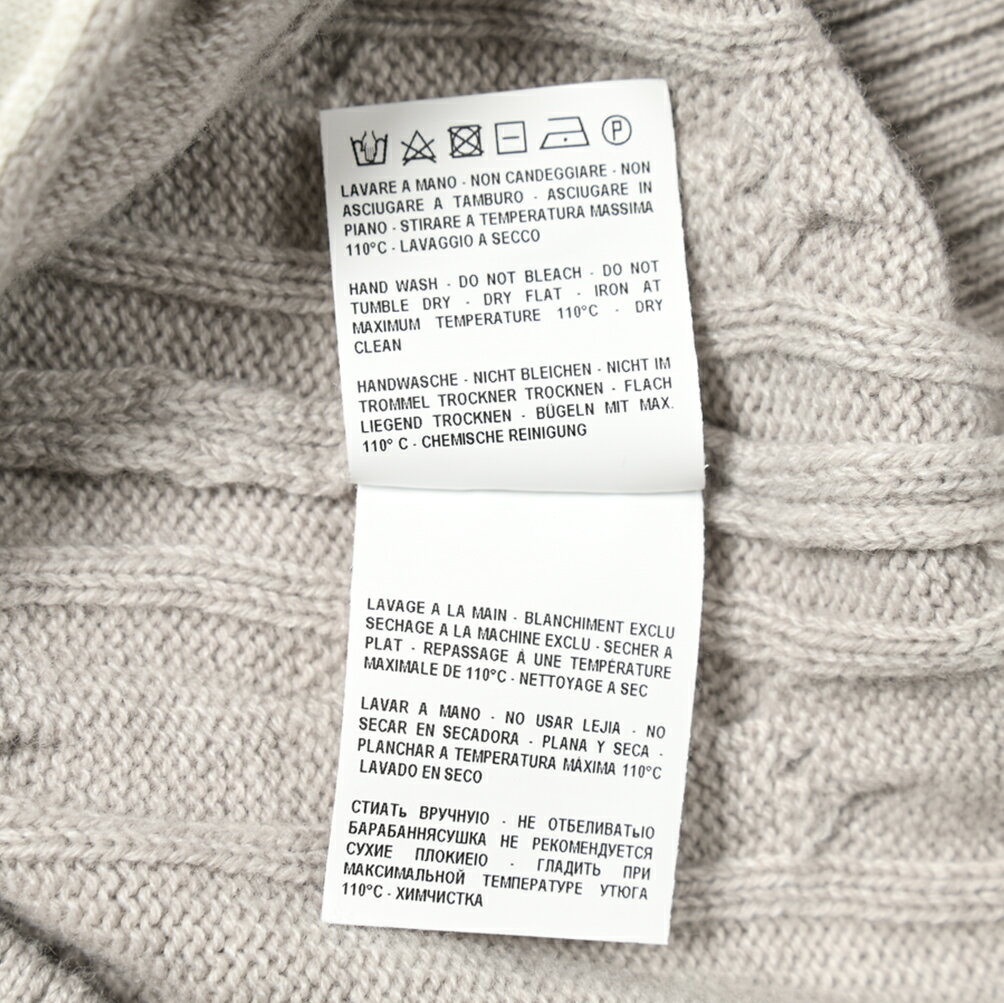 P
LAVARE A MANO - NON CANDEGGIARE - NON
ASCIUGARE A TAMBURO - ASCIUGARE IN
PIANO - STIRARE A TEMPERATURA MASSIMA
110°C - LAVAGGIO A SECCO
HAND WASH - DO NOT BLEACH - DO NOT
TUMBLE DRY - DRY FLAT - IRON AT
MAXIMUM TEMPERATURE 110°C - DRY
CLEAN
HANDWASCHE - NICHT BLEICHEN - NICHT IM
TROMMEL TROCKNER TROCKNEN - FLACH
LIEGEND TROCKNEN - BÜGELN MIT MAX.
110° C - CHEMISCHE REINIGUNG
LAVAGE A LA MAIN - BLANCHIMENT EXCLU
SECHAGE A LA MACHINE EXCLU - SECHER A
PLAT - REPASSAGE À UNE TEMPÉRATURE
MAXIMALE DE 110°C - NETTOYAGE A SEC
LAVAR A MANO - NO USAR LEJIA - NO
SECAR EN SECADORA - PLANA Y SECA -
PLANCHAR A TEMPERATURA MÁXIMA 110°C
LAVADO EN SECO
СТИАТЬ ВРУЧНУЮ - НЕ ОТБЕЛИВАТЫО
БАРАБАННЯСУШКА НЕ РЕКОМЕНДУЕТСЯ
СУХИЕ ПЛОКИЕЮ - ГЛАДИТЬ ПРИ
МАКСИМАЛЬНОЙ ТЕМПЕРАТУРЕ УТЮГА
110°C - ХИМЧИСТКА